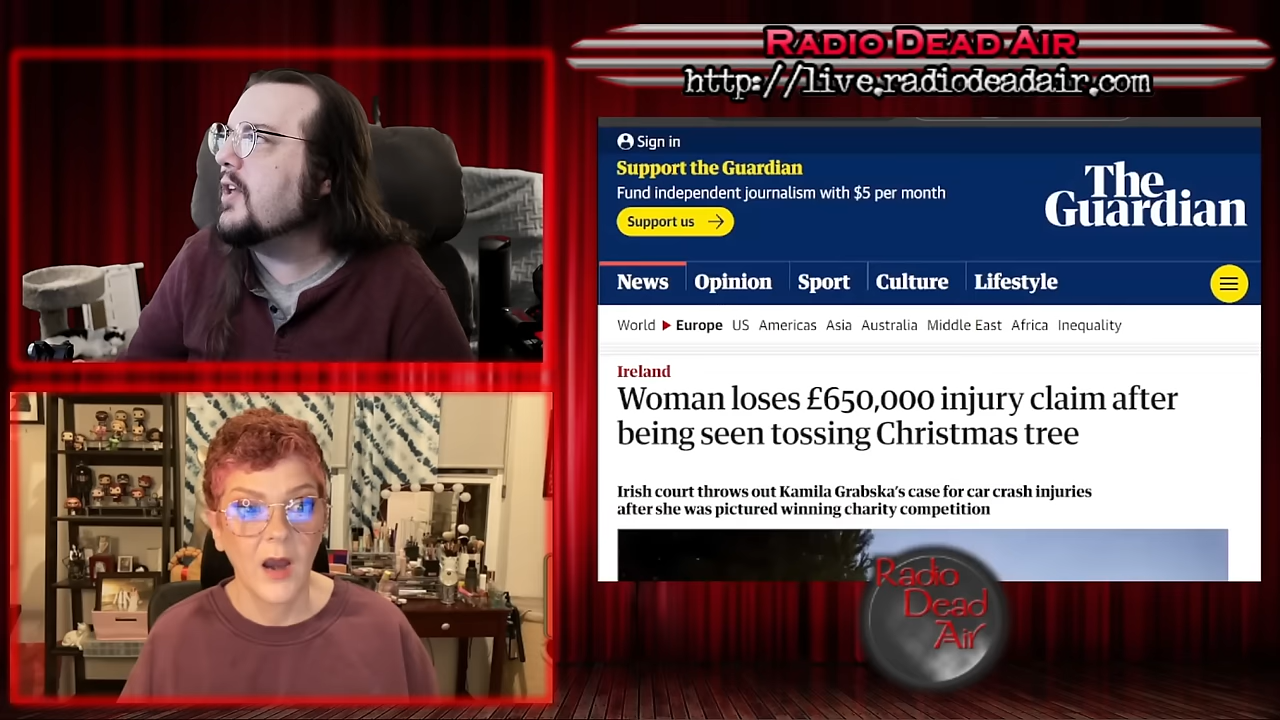 Radio Dead Air
http://live.radiodeadair.com
Sign in
Support the Guardian
Fund independent journalism with $5 per month
Support us
The
Guardian
News Opinion Sport Culture Lifestyle
World Europe US Americas Asia Australia Middle East Africa Inequality
Ireland
Woman loses £650,000 injury claim after
being seen tossing Christmas tree
Irish court throws out Kamila Grabska's case for car crash injuries
after she was pictured winning charity competition
Radio
Dead
Air